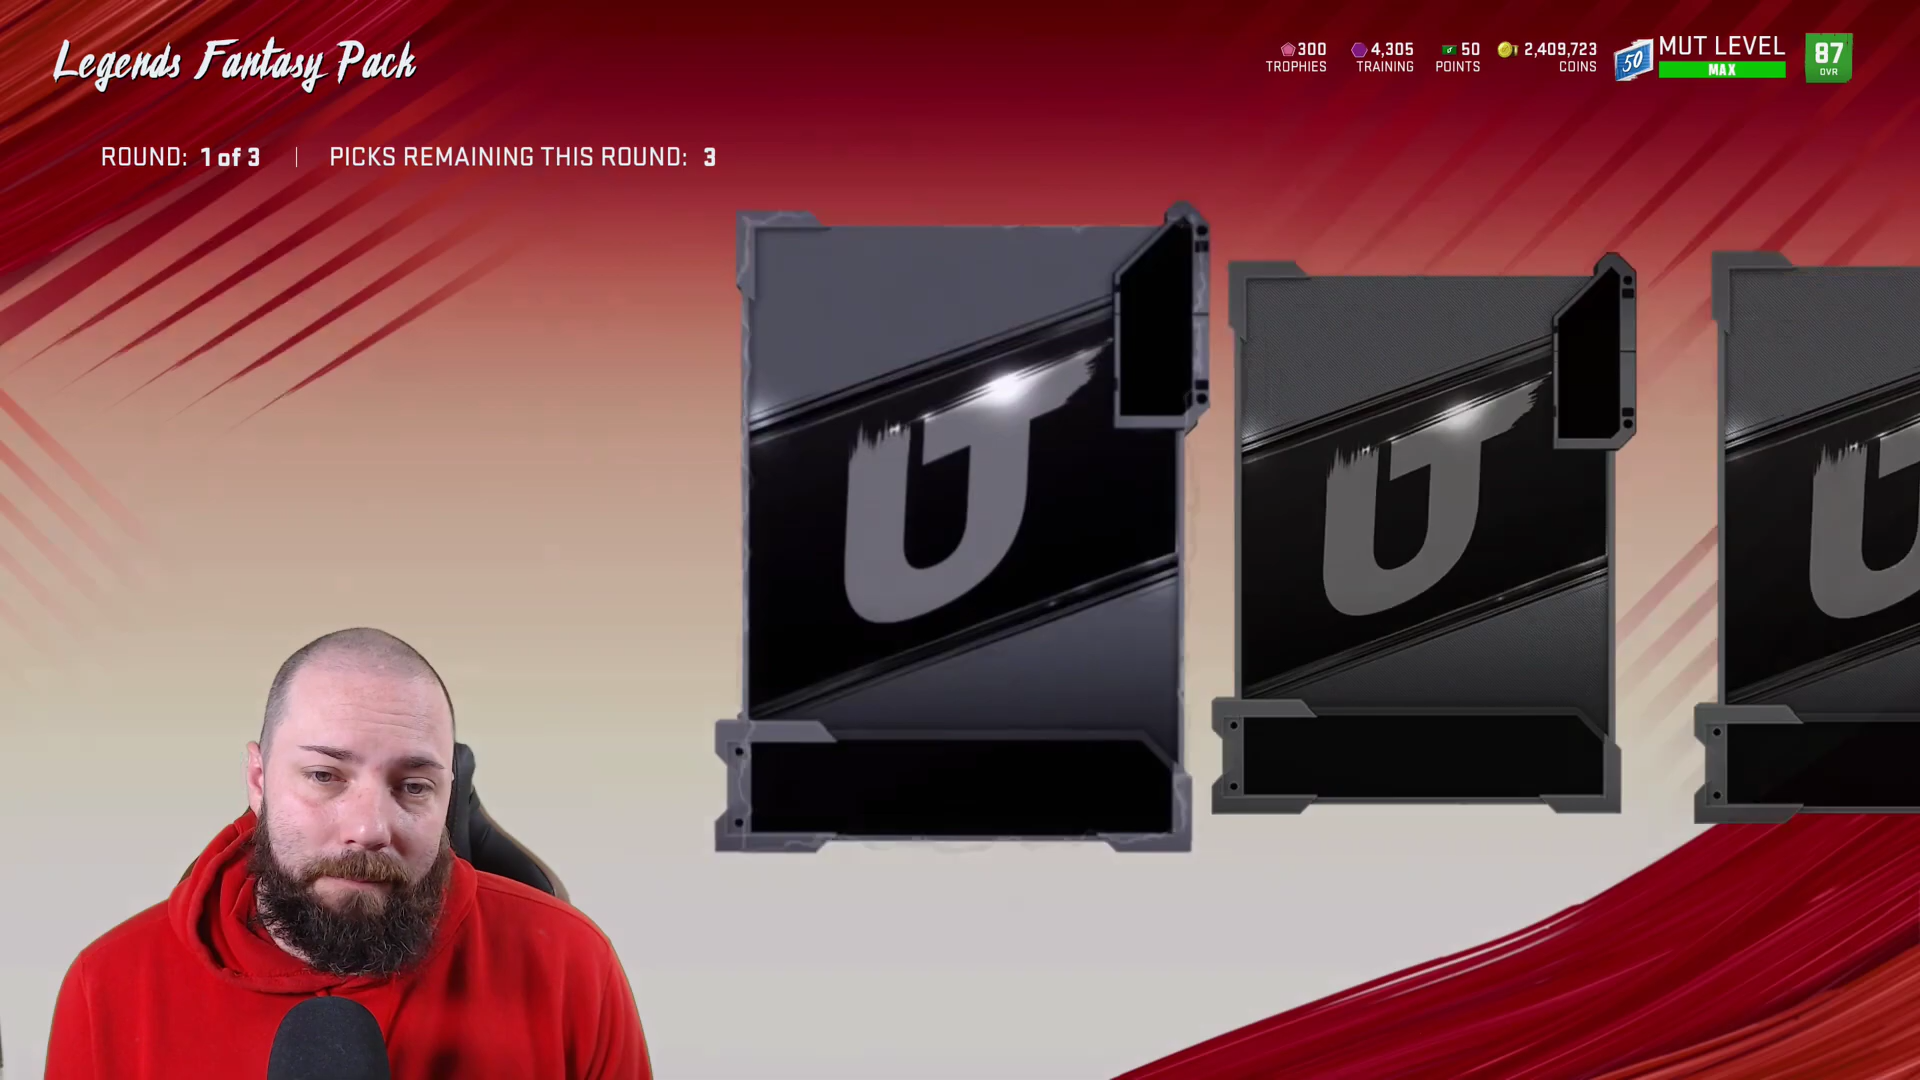 Legends Fantasy Pack
300
TROPHIES
4,305
TRAINING
50
POINTS
2,409,723
COINS
50
MUT LEVEL
MAX
87
OVR
ROUND: 1 of 3 | PICKS REMAINING THIS ROUND: 3
U
U
U